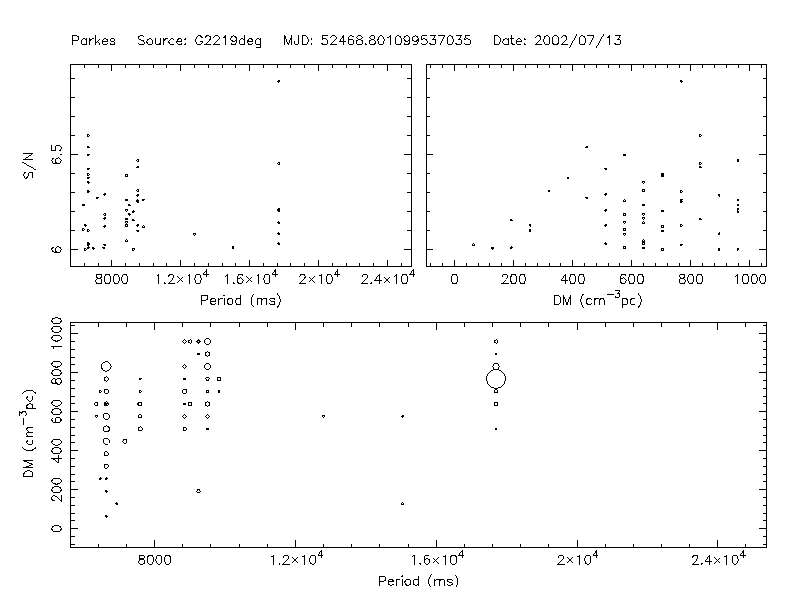 Parkes Source: G2219deg MJD: 52468.801099537035 Date: 2002/07/13
S/N
6.5
6
8000 1.2×10⁴ 1.6×10⁴ 2×10⁴ 2.4×10⁴
Period (ms)
0 200 400 600 800 1000
DM (cm⁻³pc)
DM (cm⁻³pc)
1000
800
600
400
200
0
8000 1.2×10⁴ 1.6×10⁴ 2×10⁴ 2.4×10⁴
Period (ms)